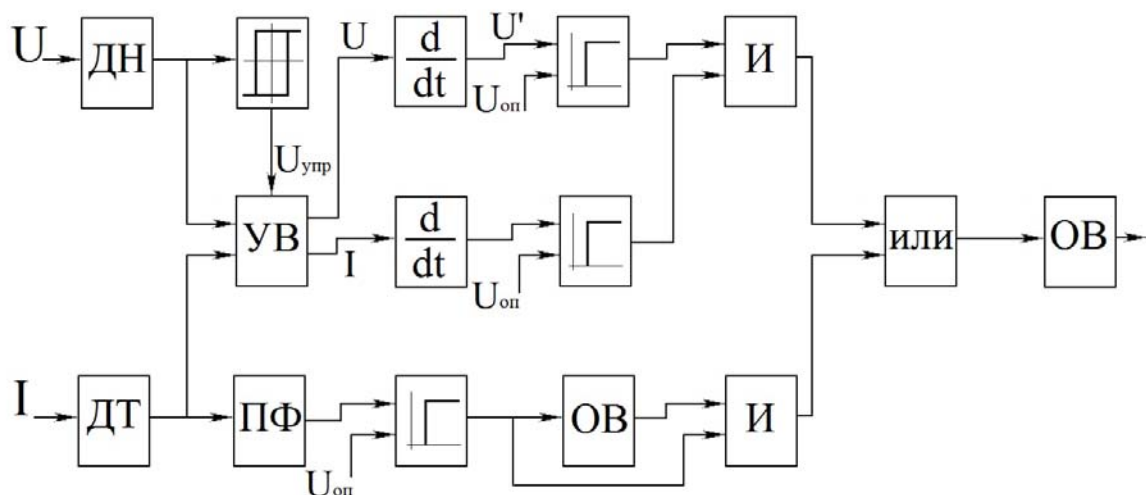 U
ДН
U
d
dt
U'
Uоп
И
Uупр
УВ
I
d
dt
Uоп
или
ОВ
I
ДТ
ПФ
Uоп
ОВ
И